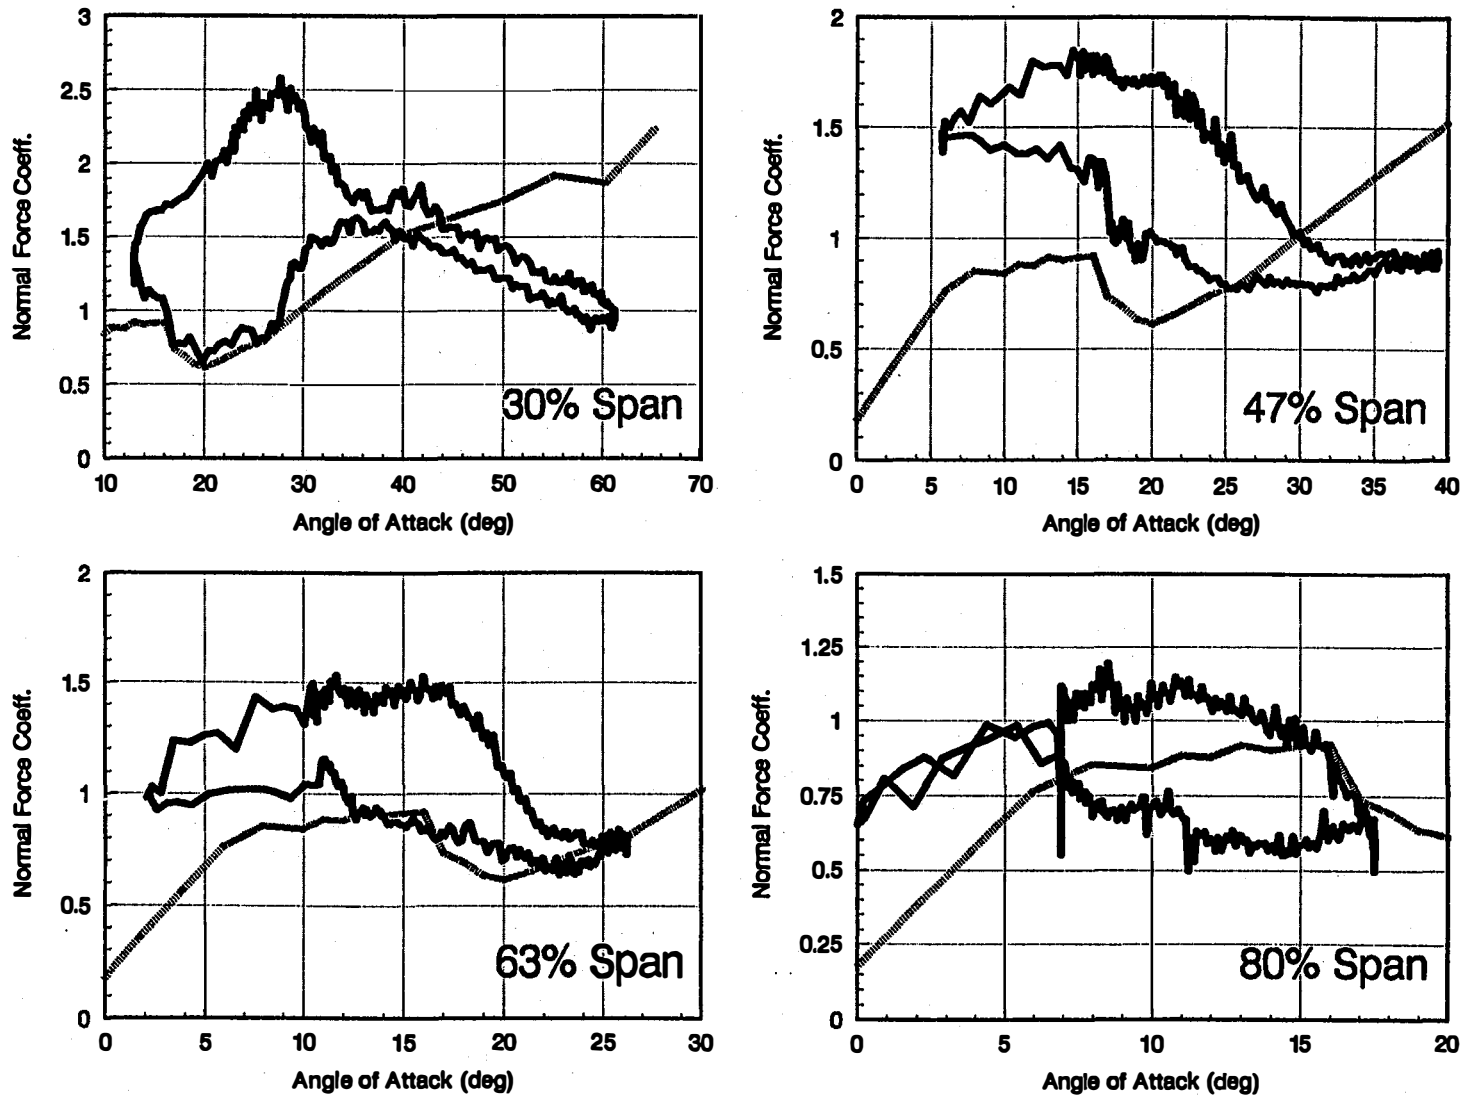 3
2.5
2
1.5
1
0.5
0
Normal Force Coeff.
30% Span
10 20 30 40 50 60 70
Angle of Attack (deg)
2
1.5
1
0.5
0
Normal Force Coeff.
47% Span
0 5 10 15 20 25 30 35 40
Angle of Attack (deg)
2
1.5
1
0.5
0
Normal Force Coeff.
63% Span
0 5 10 15 20 25 30
Angle of Attack (deg)
1.5
1.25
1
0.75
0.5
0.25
0
Normal Force Coeff.
80% Span
0 5 10 15 20
Angle of Attack (deg)